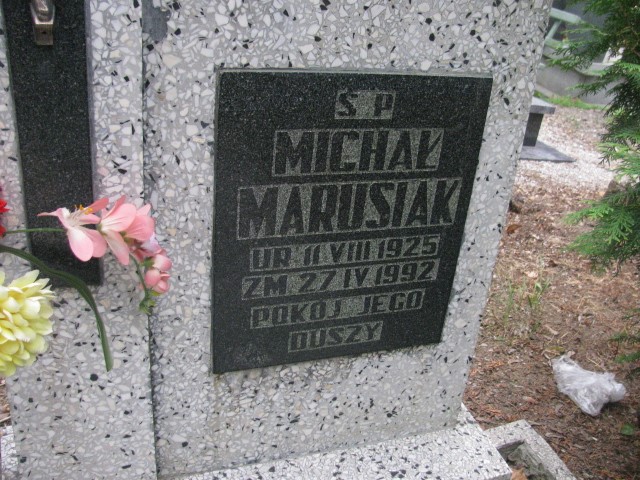 Ś P
MICHAŁ
MARUSIAK
UR 11 VIII 1925
ZM 27 IV 1992
POKÓJ JEGO
DUSZY